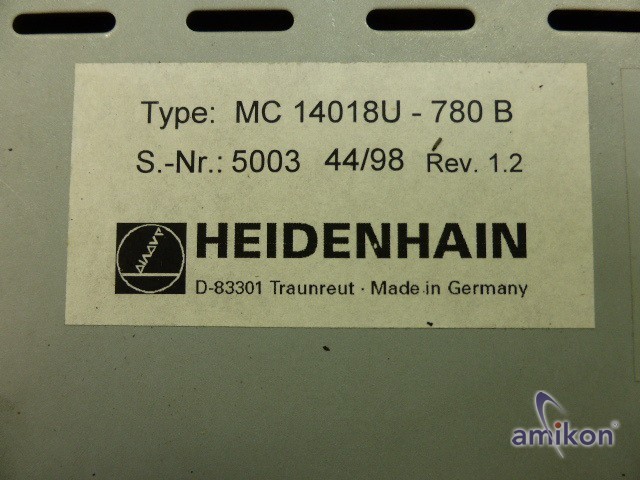 Type: MC 14018U - 780 B
S.-Nr.: 5003 44/98 Rev. 1.2
HEIDENHAIN
D-83301 Traunreut · Made in Germany
amikon®